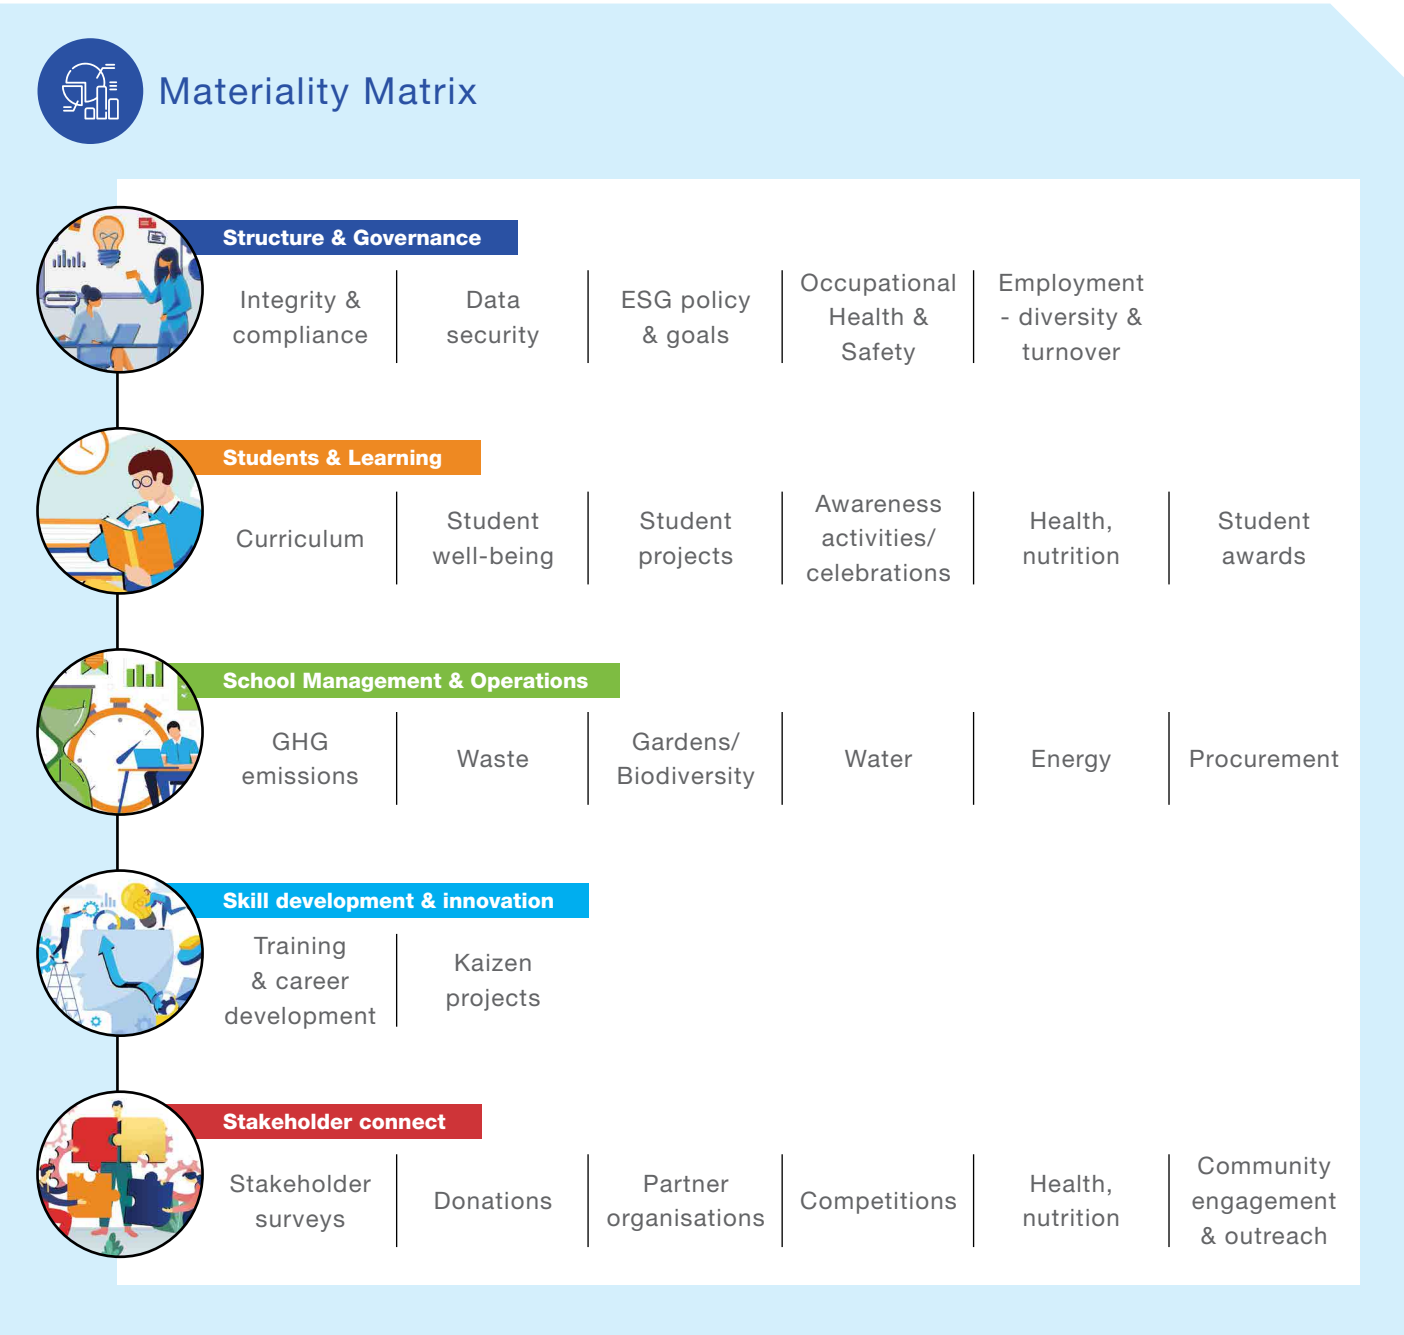 Materiality Matrix
Structure & Governance
Integrity &
compliance
Data
security
ESG policy
& goals
Occupational
Health &
Safety
Employment
- diversity &
turnover
Students & Learning
Curriculum
Student
well-being
Student
projects
Awareness
activities/
celebrations
Health,
nutrition
Student
awards
School Management & Operations
GHG
emissions
Waste
Gardens/
Biodiversity
Water
Energy
Procurement
Skill development & innovation
Training
& career
development
Kaizen
projects
Stakeholder connect
Stakeholder
surveys
Donations
Partner
organisations
Competitions
Health,
nutrition
Community
engagement
& outreach